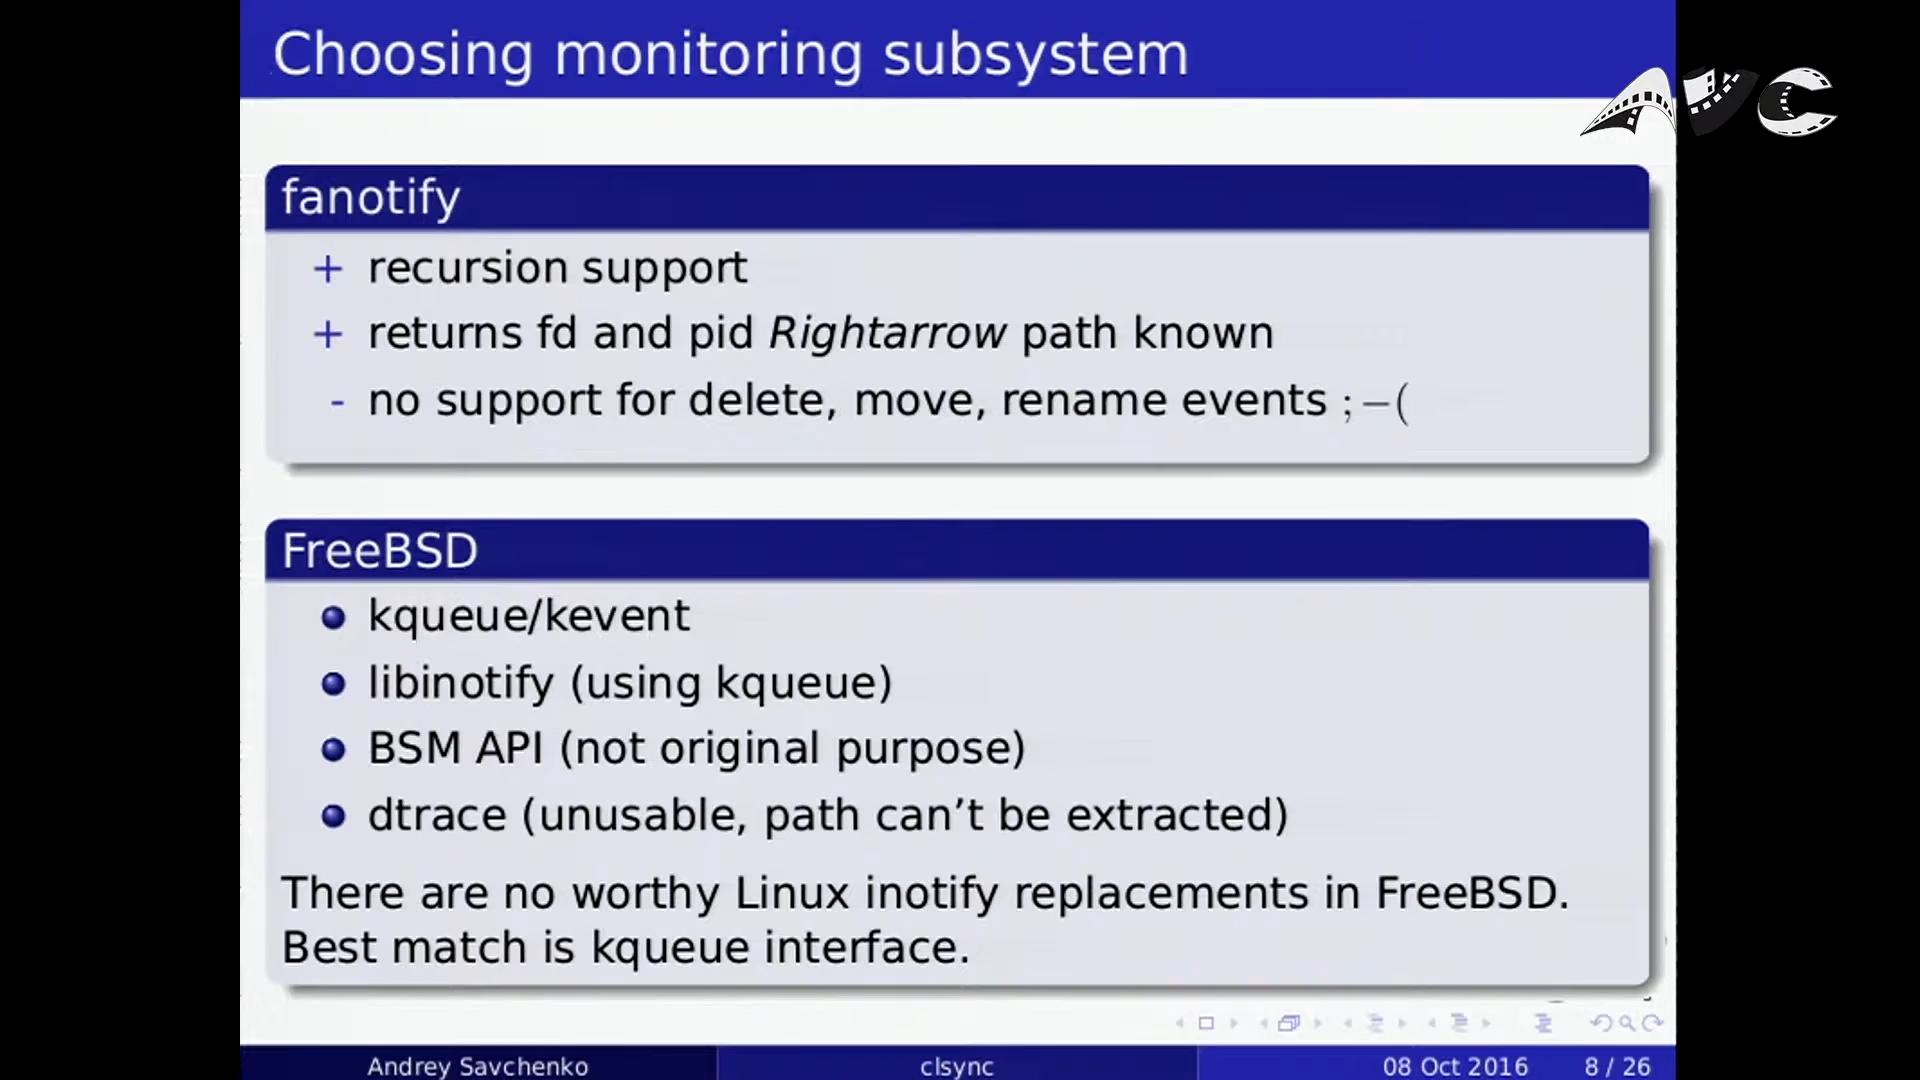 Choosing monitoring subsystem
AVC
fanotify
+ recursion support
+ returns fd and pid Rightarrow path known
- no support for delete, move, rename events ;−(
FreeBSD
kqueue/kevent
libinotify (using kqueue)
BSM API (not original purpose)
dtrace (unusable, path can't be extracted)
There are no worthy Linux inotify replacements in FreeBSD.
Best match is kqueue interface.
Andrey Savchenko clsync 08 Oct 2016 8 / 26